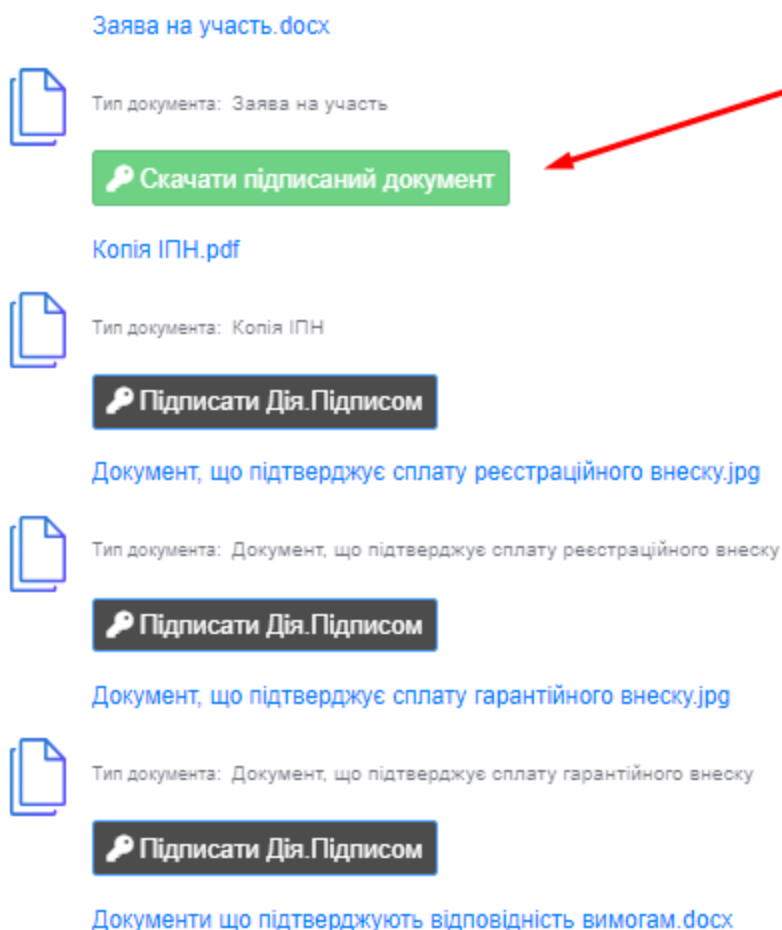 Заява на участь.docx
Тип документа: Заява на участь
Скачати підписаний документ
Копія ІПН.pdf
Тип документа: Копія ІПН
Підписати Дія.Підписом
Документ, що підтверджує сплату реєстраційного внеску.jpg
Тип документа: Документ, що підтверджує сплату реєстраційного внеску
Підписати Дія.Підписом
Документ, що підтверджує сплату гарантійного внеску.jpg
Тип документа: Документ, що підтверджує сплату гарантійного внеску
Підписати Дія.Підписом
Документи що підтверджують відповідність вимогам.docx